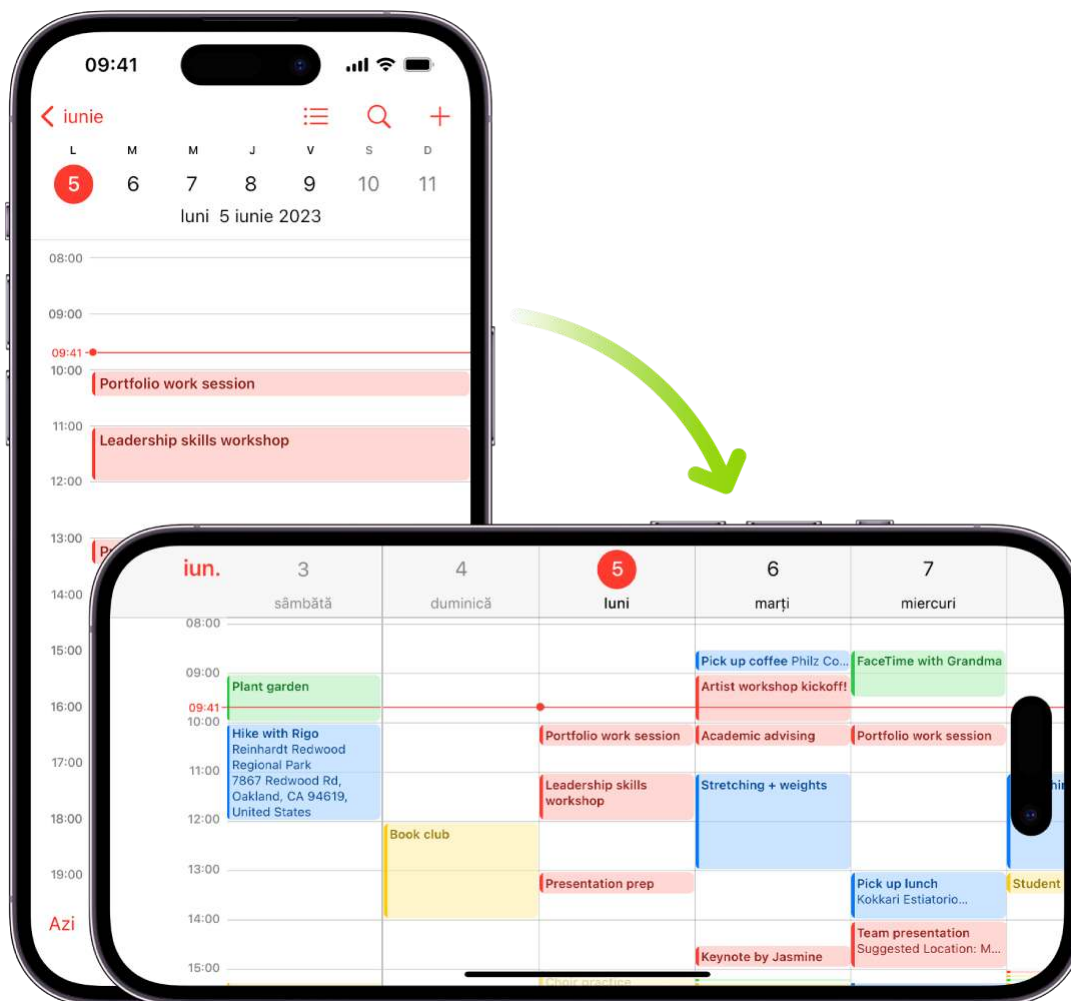 09:41
iunie
L M M J V S D
5 6 7 8 9 10 11
luni 5 iunie 2023
08:00
09:00
09:41
10:00
Portfolio work session
11:00
Leadership skills workshop
12:00
13:00
14:00
15:00
16:00
17:00
18:00
19:00
Azi
iun. 3 4 5 6 7
sâmbătă duminică luni marți miercuri
08:00
Pick up coffee Philz Co... FaceTime with Grandma
09:00
Plant garden Artist workshop kickoff!
09:41
10:00
Hike with Rigo Portfolio work session Academic advising Portfolio work session
Reinhardt Redwood
Regional Park
11:00
7867 Redwood Rd, Leadership skills Stretching + weights
Oakland, CA 94619, workshop
United States
12:00
Book club
13:00
Presentation prep Pick up lunch Student
Kokkari Estiatorio...
14:00
Team presentation
Suggested Location: M...
Keynote by Jasmine
15:00
Choir practice